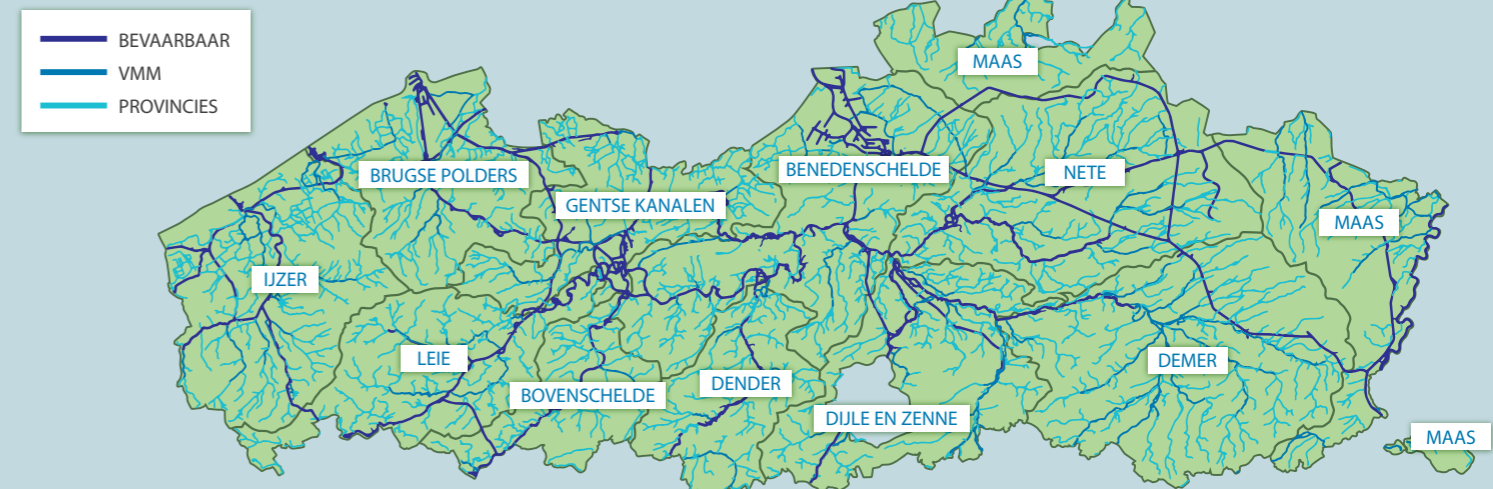 BEVAARBAAR
VMM
PROVINCIES
MAAS
BRUGSE POLDERS
BENEDENSCHELDE
NETE
GENTSE KANALEN
MAAS
IJZER
LEIE
DEMER
BOVENSCHELDE
DENDER
DIJLE EN ZENNE
MAAS